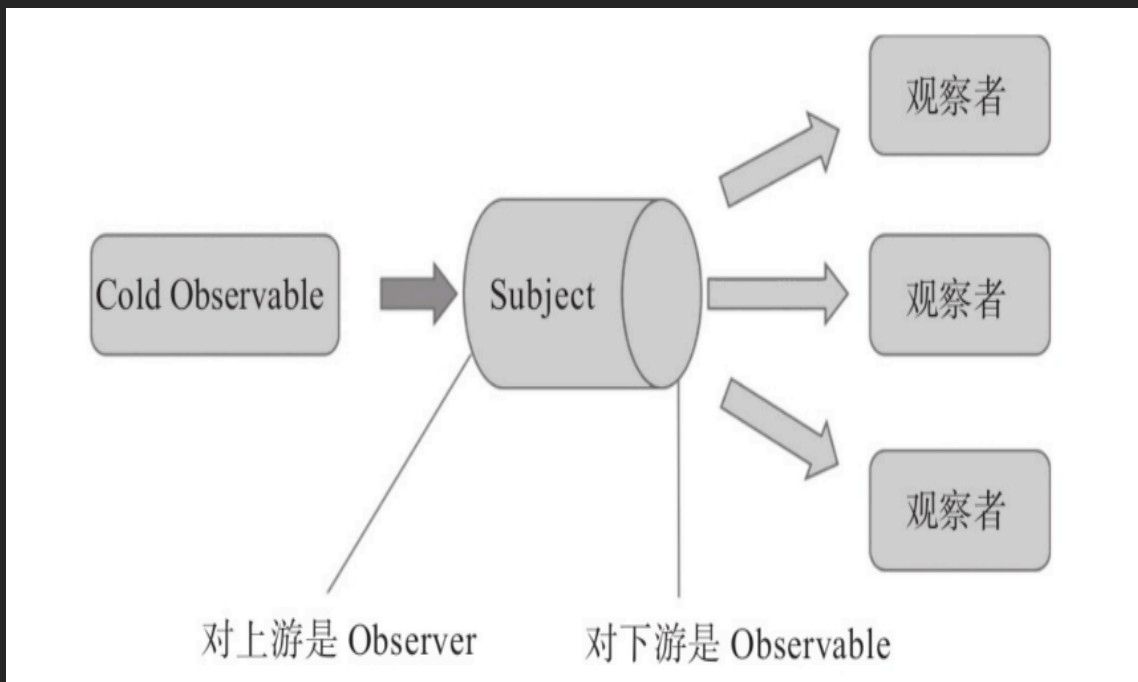 观察者
Cold Observable
Subject
观察者
观察者
对上游是 Observer
对下游是 Observable